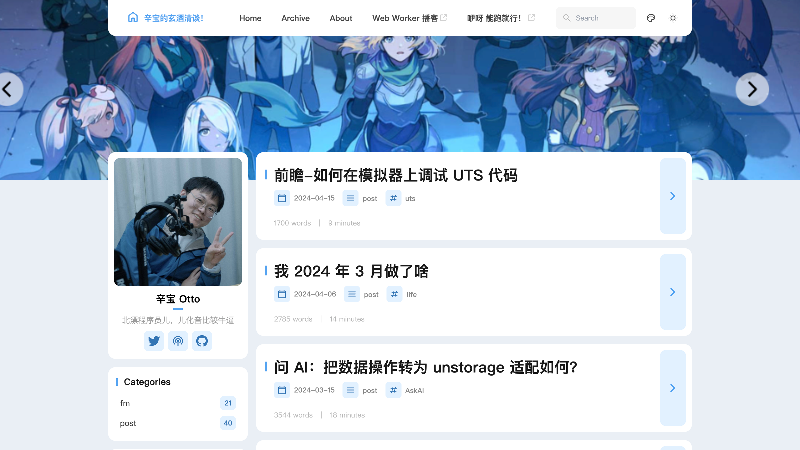 辛宝的玄酒清谈!
Home
Archive
About
Web Worker 播客
咿呀 能跑就行!
Search
前瞻-如何在模拟器上调试 UTS 代码
2024-04-15
post
uts
1700 words | 9 minutes
辛宝 Otto
北漂程序员儿,儿化音比较牛逼
Categories
fm
21
post
40
我 2024 年 3 月做了啥
2024-04-06
post
life
2785 words | 14 minutes
问 AI:把数据操作转为 unstorage 适配如何?
2024-03-15
post
AskAI
3544 words | 18 minutes